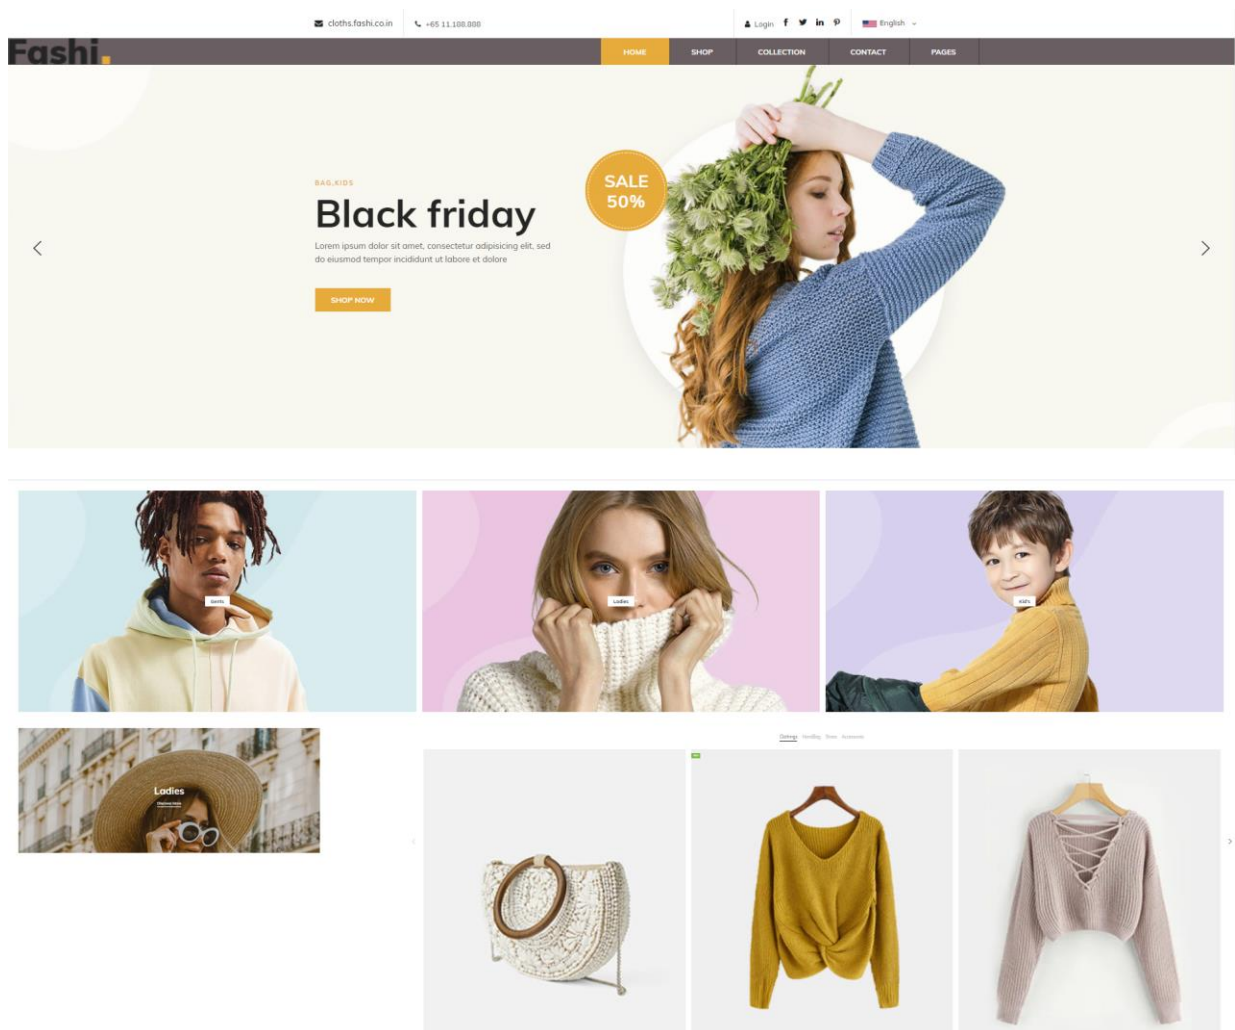 cloths.fashi.co.in
+65 11.188.888
Login
English
Fashi.
HOME
SHOP
COLLECTION
CONTACT
PAGES
BAG,KIDS
Black friday
Lorem ipsum dolor sit amet, consectetur adipisicing elit, sed
do eiusmod tempor incididunt ut labore et dolore
SHOP NOW
SALE
50%
Ladies
Kid's
Ladies
Discover More